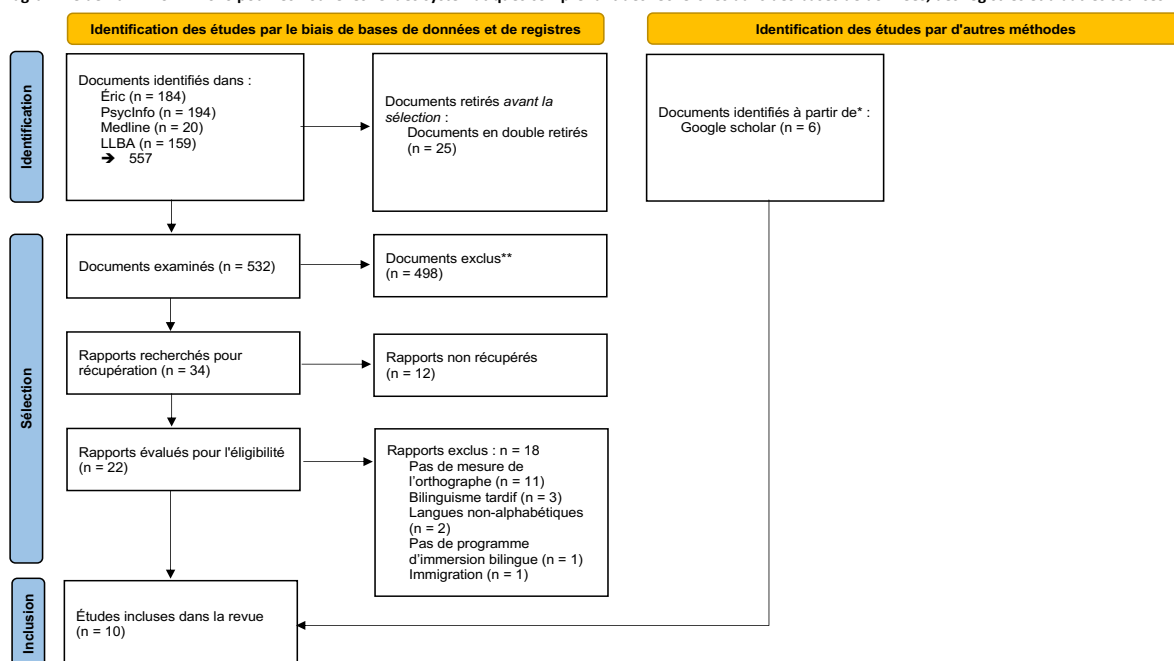 Identification des études par le biais de bases de données et de registres
Identification des études par d'autres méthodes
Identification
Documents identifiés dans :
Éric (n = 184)
PsycInfo (n = 194)
Medline (n = 20)
LLBA (n = 159)
➔ 557
Documents retirés avant la
sélection :
Documents en double retirés
(n = 25)
Documents identifiés à partir de* :
Google scholar (n = 6)
Sélection
Documents examinés (n = 532)
Documents exclus**
(n = 498)
Rapports recherchés pour
récupération (n = 34)
Rapports non récupérés
(n = 12)
Rapports évalués pour l'éligibilité
(n = 22)
Rapports exclus : n = 18
Pas de mesure de
l'orthographe (n = 11)
Bilinguisme tardif (n = 3)
Langues non-alphabétiques
(n = 2)
Pas de programme
d'immersion bilingue (n = 1)
Immigration (n = 1)
Inclusion
Études incluses dans la revue
(n = 10)